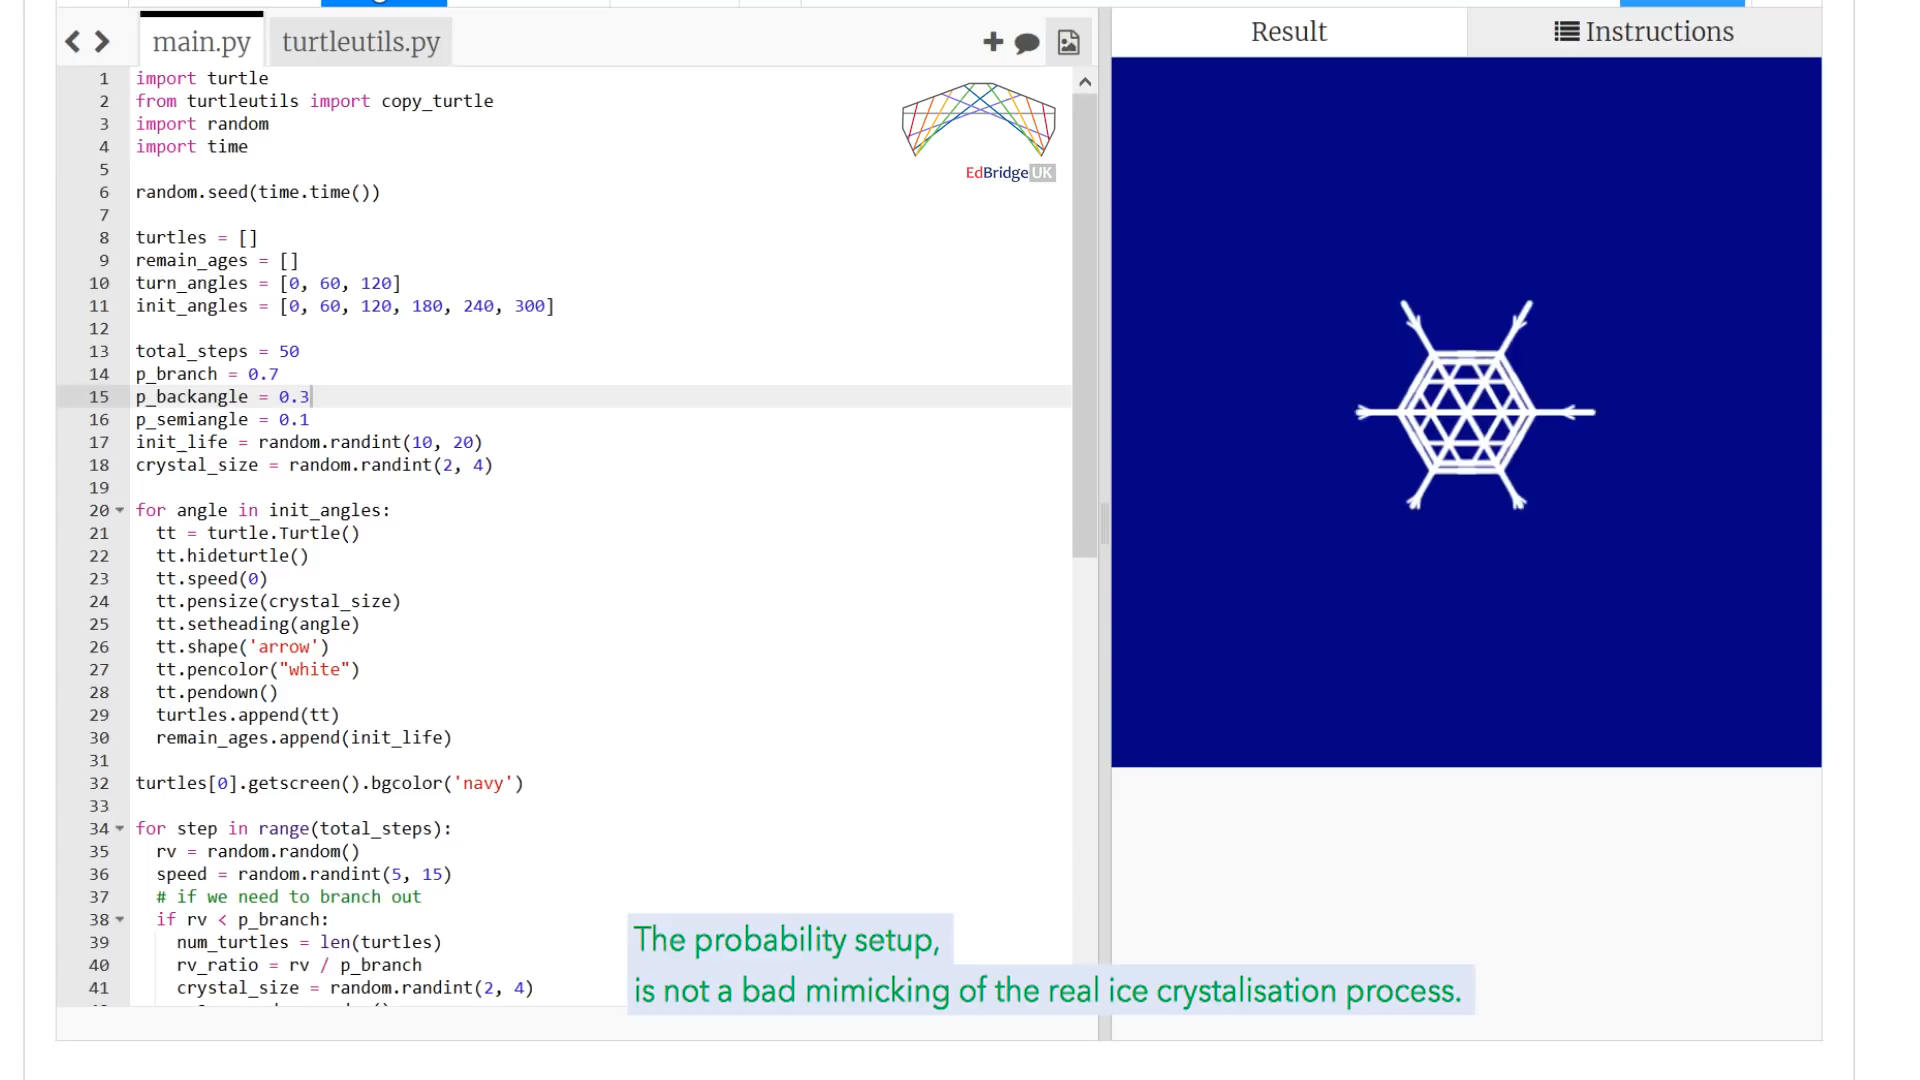 main.py turtleutils.py
Result
Instructions
1 import turtle
2 from turtleutils import copy_turtle
3 import random
4 import time
5
6 random.seed(time.time())
7
8 turtles = []
9 remain_ages = []
10 turn_angles = [0, 60, 120]
11 init_angles = [0, 60, 120, 180, 240, 300]
12
13 total_steps = 50
14 p_branch = 0.7
15 p_backangle = 0.3
16 p_semiangle = 0.1
17 init_life = random.randint(10, 20)
18 crystal_size = random.randint(2, 4)
19
20 for angle in init_angles:
21 tt = turtle.Turtle()
22 tt.hideturtle()
23 tt.speed(0)
24 tt.pensize(crystal_size)
25 tt.setheading(angle)
26 tt.shape('arrow')
27 tt.pencolor("white")
28 tt.pendown()
29 turtles.append(tt)
30 remain_ages.append(init_life)
31
32 turtles[0].getscreen().bgcolor('navy')
33
34 for step in range(total_steps):
35 rv = random.random()
36 speed = random.randint(5, 15)
37 # if we need to branch out
38 if rv < p_branch:
39 num_turtles = len(turtles)
40 rv_ratio = rv / p_branch
41 crystal_size = random.randint(2, 4)
EdBridge UK
The probability setup,
is not a bad mimicking of the real ice crystalisation process.